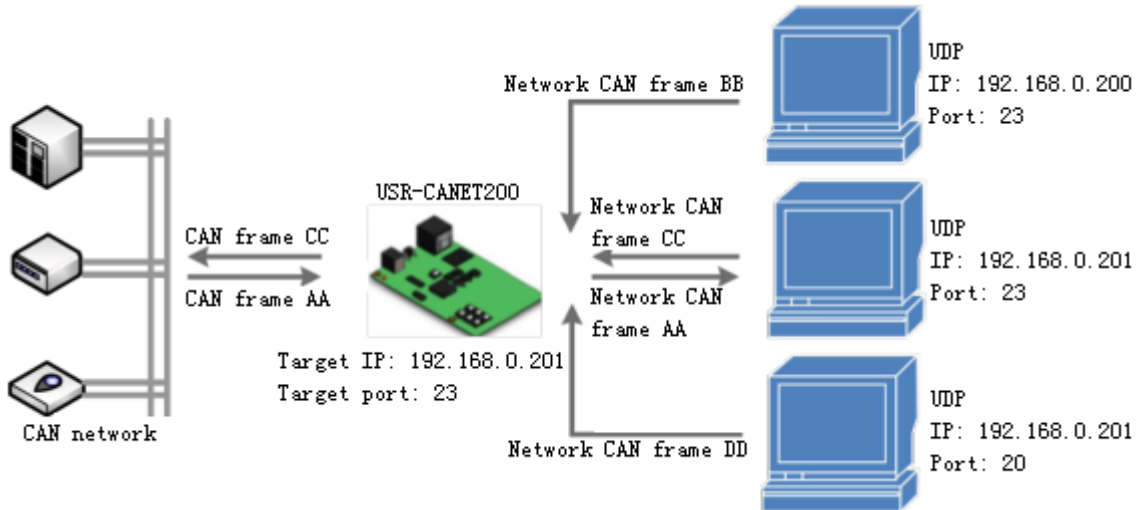 UDP
IP: 192.168.0.200
Port: 23
Network CAN frame BB
USR-CANET200
Network CAN
frame CC
CAN frame CC
CAN frame AA
Network CAN
frame AA
UDP
IP: 192.168.0.201
Port: 23
Target IP: 192.168.0.201
Target port: 23
CAN network
Network CAN frame DD
UDP
IP: 192.168.0.201
Port: 20